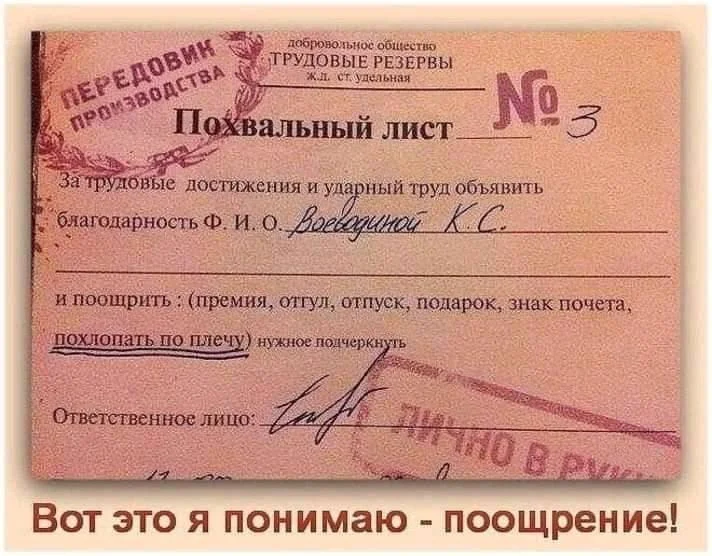 ПЕРЕДОВИК
ПРОИЗВОДСТВА
добровольное общество
ТРУДОВЫЕ РЕЗЕРВЫ
ж.д. ст. удельная
Похвальный лист № 3
За трудовые достижения и ударный труд объявить
благодарность Ф. И. О. Воеводиной К.С.
и поощрить : (премия, отгул, отпуск, подарок, знак почета,
похлопать по плечу) нужное подчеркнуть
Ответственное лицо:
ЛИЧНО В РУКИ
Вот это я понимаю - поощрение!